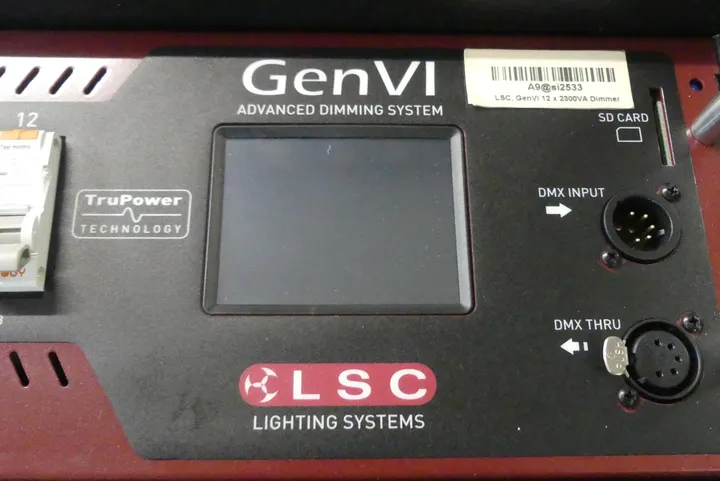 GenVI
ADVANCED DIMMING SYSTEM
A9@si2533
LSC, GenVI 12 x 2300VA Dimmer
SD CARD
12
TruPower
TECHNOLOGY
DMX INPUT
DMX THRU
LSC
LIGHTING SYSTEMS